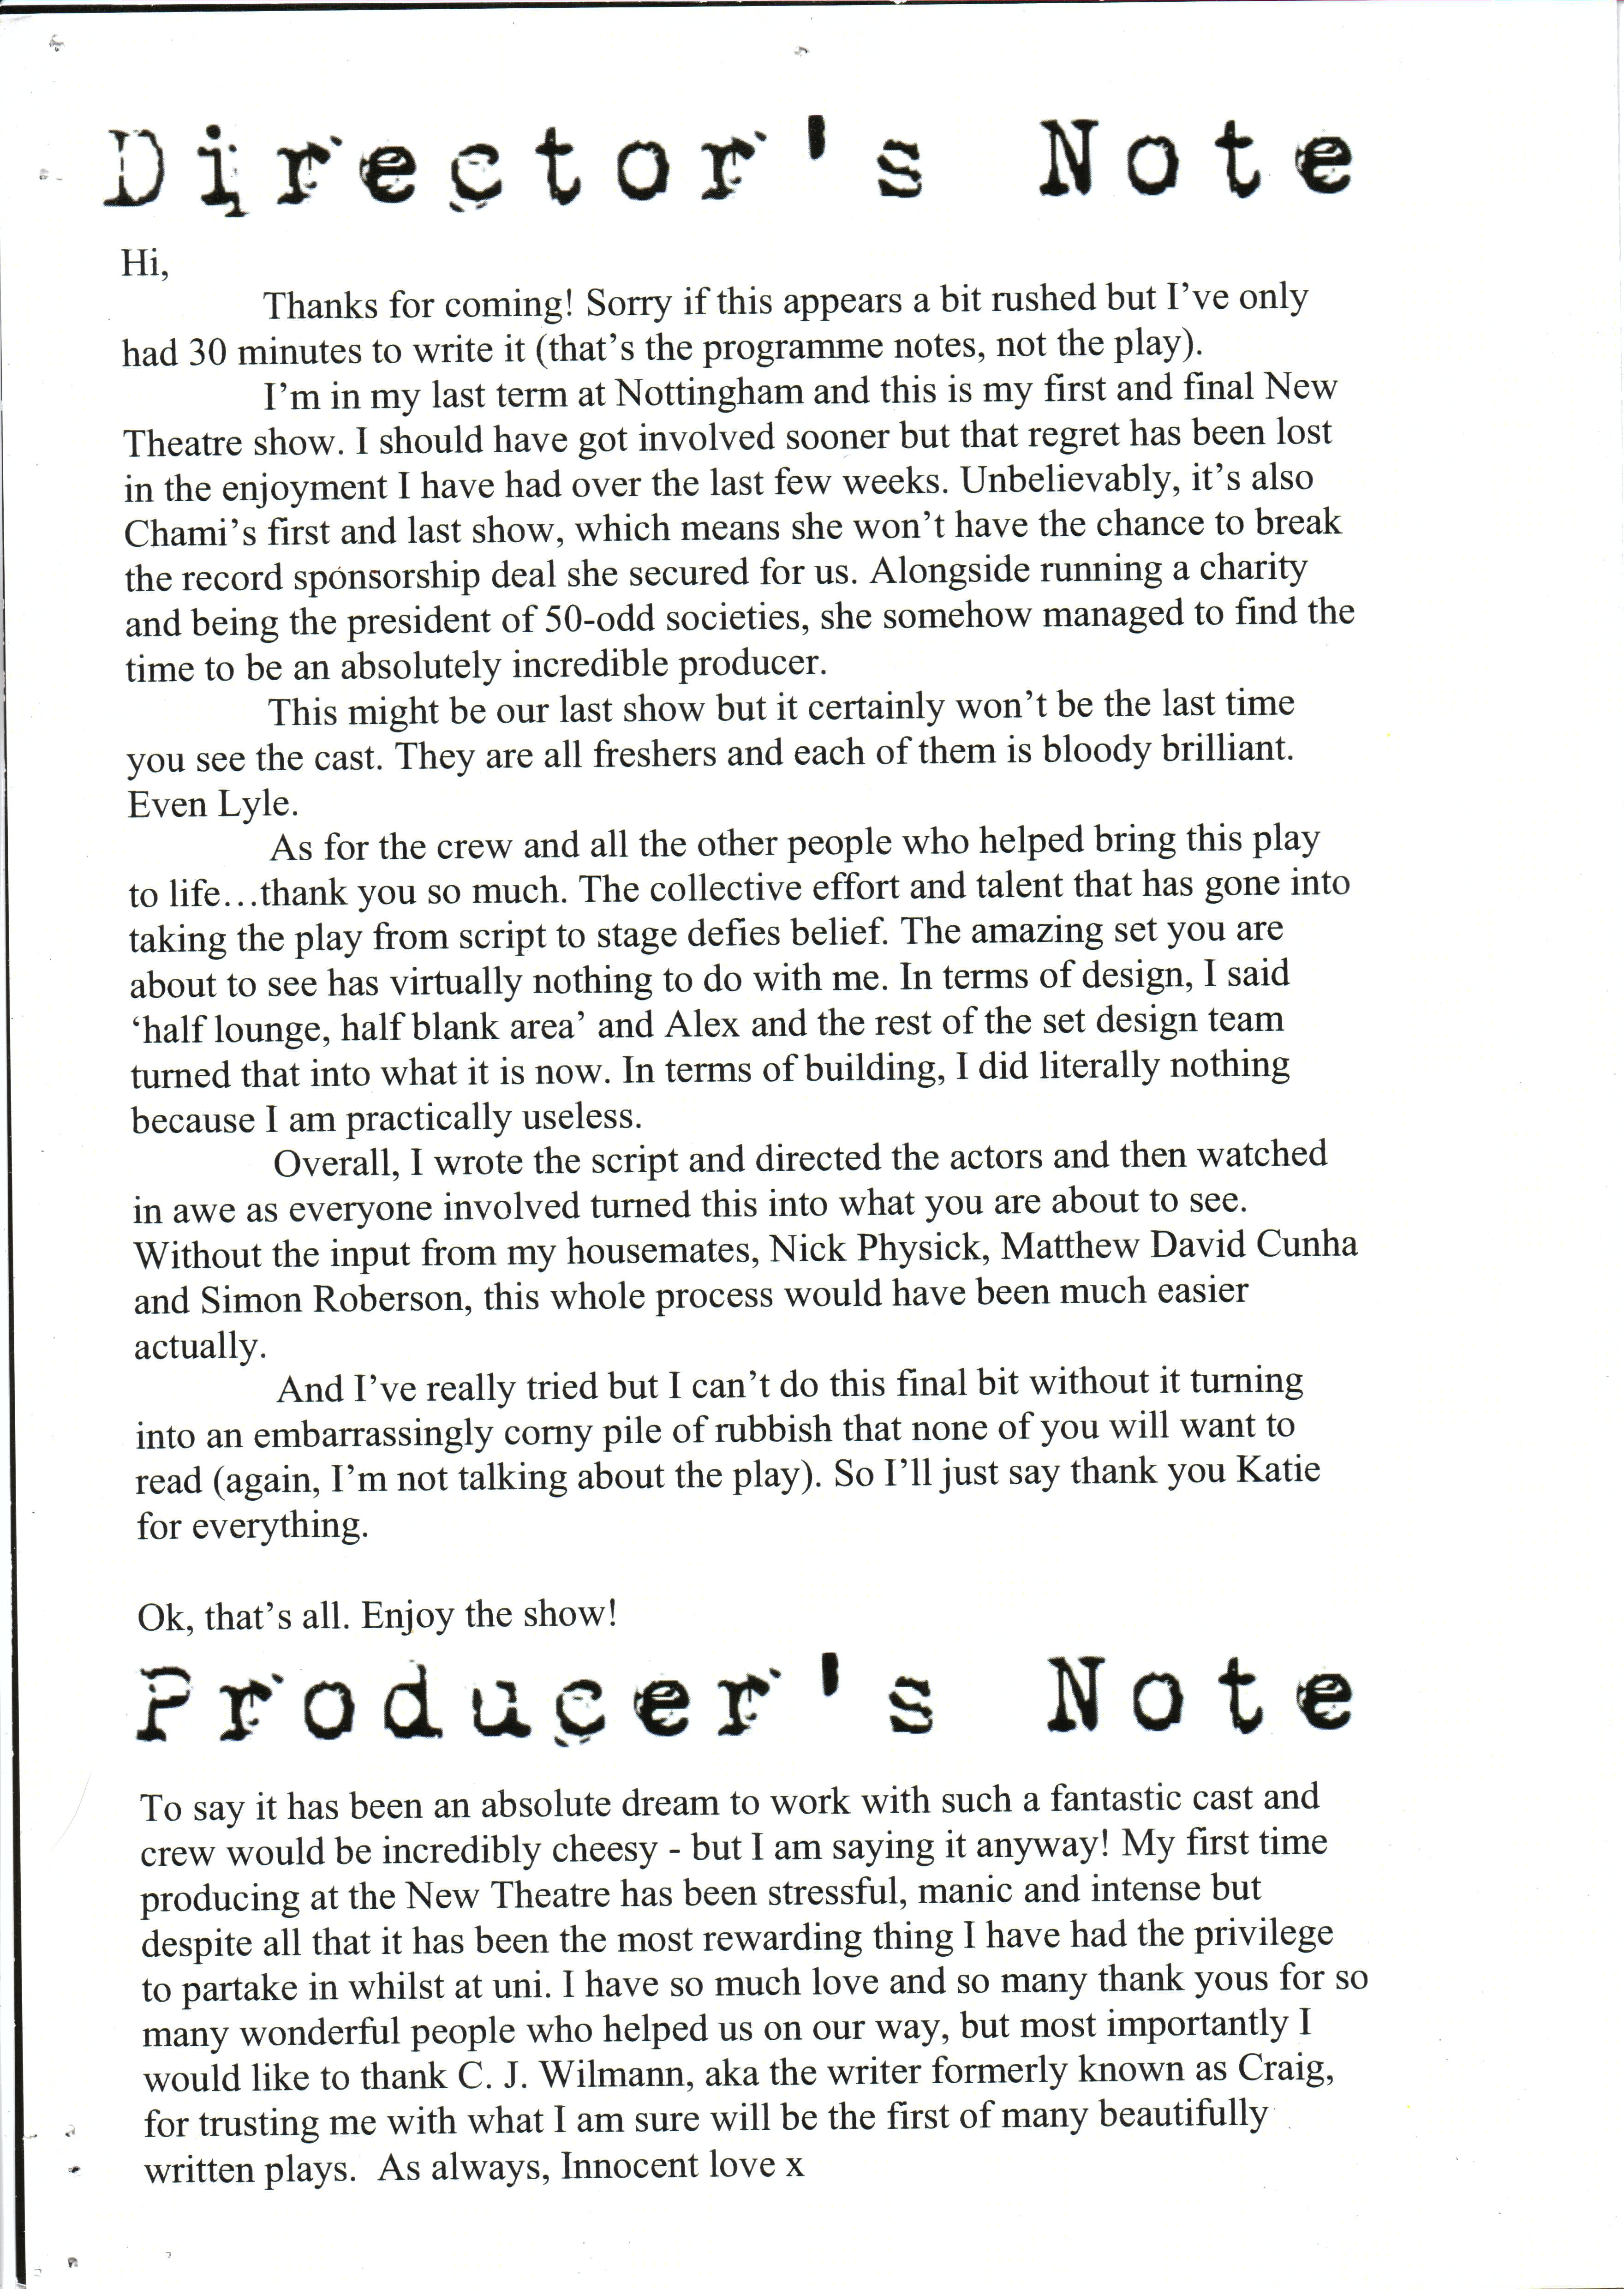 Director's Note
Hi,
Thanks for coming! Sorry if this appears a bit rushed but I've only
had 30 minutes to write it (that's the programme notes, not the play).
I'm in my last term at Nottingham and this is my first and final New
Theatre show. I should have got involved sooner but that regret has been lost
in the enjoyment I have had over the last few weeks. Unbelievably, it's also
Chami's first and last show, which means she won't have the chance to break
the record sponsorship deal she secured for us. Alongside running a charity
and being the president of 50-odd societies, she somehow managed to find the
time to be an absolutely incredible producer.
This might be our last show but it certainly won't be the last time
you see the cast. They are all freshers and each of them is bloody brilliant.
Even Lyle.
As for the crew and all the other people who helped bring this play
to life…thank you so much. The collective effort and talent that has gone into
taking the play from script to stage defies belief. The amazing set you are
about to see has virtually nothing to do with me. In terms of design, I said
‘half lounge, half blank area’ and Alex and the rest of the set design team
turned that into what it is now. In terms of building, I did literally nothing
because I am practically useless.
Overall, I wrote the script and directed the actors and then watched
in awe as everyone involved turned this into what you are about to see.
Without the input from my housemates, Nick Physick, Matthew David Cunha
and Simon Roberson, this whole process would have been much easier
actually.
And I've really tried but I can't do this final bit without it turning
into an embarrassingly corny pile of rubbish that none of you will want to
read (again, I'm not talking about the play). So I'll just say thank you Katie
for everything.
Ok, that's all. Enjoy the show!
Producer's Note
To say it has been an absolute dream to work with such a fantastic cast and
crew would be incredibly cheesy - but I am saying it anyway! My first time
producing at the New Theatre has been stressful, manic and intense but
despite all that it has been the most rewarding thing I have had the privilege
to partake in whilst at uni. I have so much love and so many thank yous for so
many wonderful people who helped us on our way, but most importantly I
would like to thank C. J. Wilmann, aka the writer formerly known as Craig,
for trusting me with what I am sure will be the first of many beautifully
written plays. As always, Innocent love x